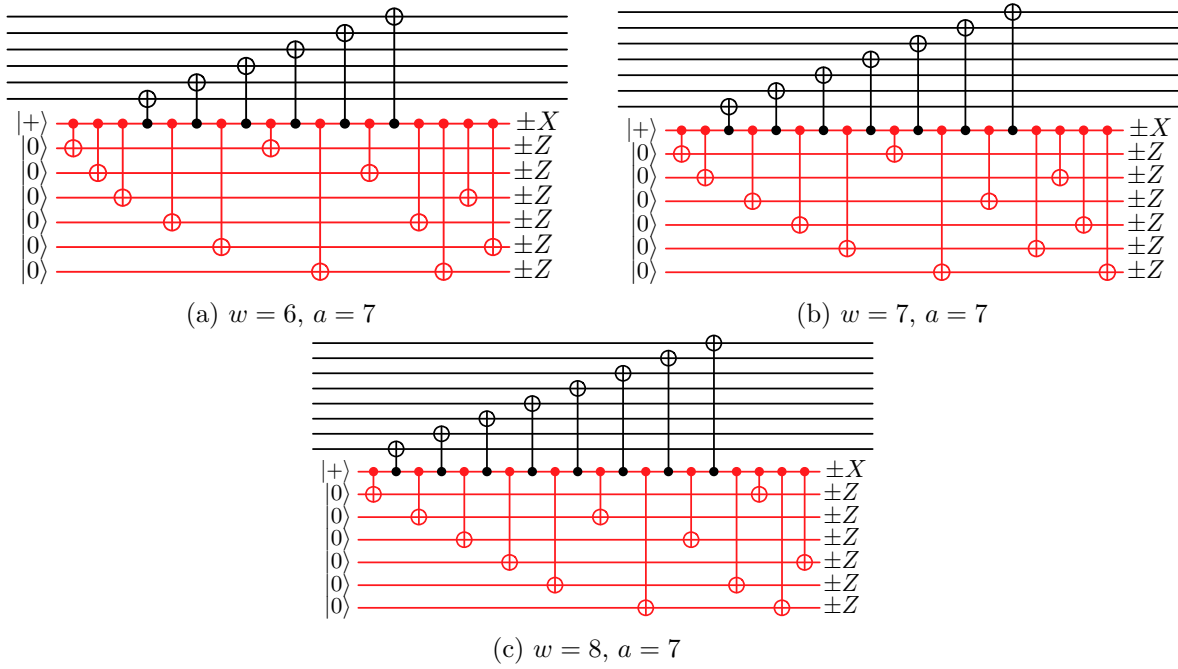 |+⟩ ±X
|0⟩ ±Z
|0⟩ ±Z
|0⟩ ±Z
|0⟩ ±Z
|0⟩ ±Z
|0⟩ ±Z
(a) w = 6, a = 7
|+⟩ ±X
|0⟩ ±Z
|0⟩ ±Z
|0⟩ ±Z
|0⟩ ±Z
|0⟩ ±Z
|0⟩ ±Z
(b) w = 7, a = 7
|+⟩ ±X
|0⟩ ±Z
|0⟩ ±Z
|0⟩ ±Z
|0⟩ ±Z
|0⟩ ±Z
|0⟩ ±Z
(c) w = 8, a = 7